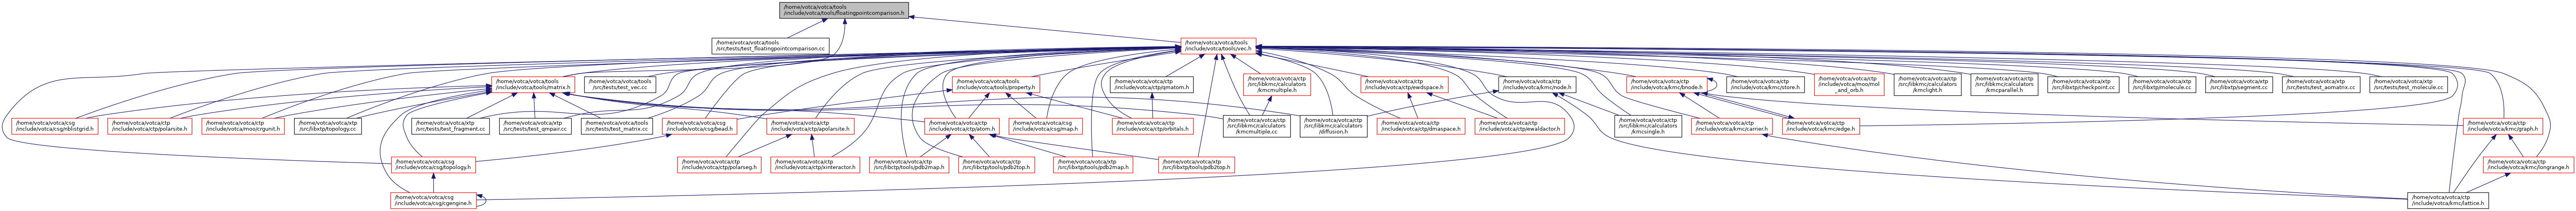 /home/votca/votca/tools
/include/votca/tools/floatingpointcomparison.h
/home/votca/votca/tools
/src/tests/test_floatingpointcomparison.cc
/home/votca/votca/tools
/include/votca/tools/vec.h
/home/votca/votca/tools
/include/votca/tools/matrix.h
/home/votca/votca/tools
/src/tests/test_vec.cc
/home/votca/votca/tools
/include/votca/tools/property.h
/home/votca/votca/ctp
/include/votca/ctp/qmatom.h
/home/votca/votca/ctp
/src/libkmc/calculators
/kmcmultiple.h
/home/votca/votca/ctp
/include/votca/ctp/ewdspace.h
/home/votca/votca/ctp
/include/votca/kmc/node.h
/home/votca/votca/ctp
/include/votca/kmc/bnode.h
/home/votca/votca/ctp
/include/votca/kmc/store.h
/home/votca/votca/ctp
/include/votca/moo/mol
_and_orb.h
/home/votca/votca/ctp
/src/libkmc/calculators
/kmclight.h
/home/votca/votca/ctp
/src/libkmc/calculators
/kmcparallel.h
/home/votca/votca/xtp
/src/libxtp/checkpoint.cc
/home/votca/votca/xtp
/src/libxtp/molecule.cc
/home/votca/votca/xtp
/src/libxtp/segment.cc
/home/votca/votca/xtp
/src/tests/test_aomatrix.cc
/home/votca/votca/xtp
/src/tests/test_molecule.cc
/home/votca/votca/csg
/include/votca/csg/nblistgrid.h
/home/votca/votca/ctp
/include/votca/ctp/polarsite.h
/home/votca/votca/ctp
/include/votca/moo/crgunit.h
/home/votca/votca/xtp
/src/libxtp/topology.cc
/home/votca/votca/xtp
/src/tests/test_fragment.cc
/home/votca/votca/xtp
/src/tests/test_qmpair.cc
/home/votca/votca/tools
/src/tests/test_matrix.cc
/home/votca/votca/csg
/include/votca/csg/bead.h
/home/votca/votca/ctp
/include/votca/ctp/apolarsite.h
/home/votca/votca/ctp
/include/votca/ctp/atom.h
/home/votca/votca/csg
/include/votca/csg/map.h
/home/votca/votca/ctp
/include/votca/ctp/orbitals.h
/home/votca/votca/ctp
/src/libkmc/calculators
/kmcmultiple.cc
/home/votca/votca/ctp
/src/libkmc/calculators
/diffusion.h
/home/votca/votca/ctp
/include/votca/ctp/dmaspace.h
/home/votca/votca/ctp
/include/votca/ctp/ewaldactor.h
/home/votca/votca/ctp
/src/libkmc/calculators
/kmcsingle.h
/home/votca/votca/ctp
/include/votca/kmc/carrier.h
/home/votca/votca/ctp
/include/votca/kmc/edge.h
/home/votca/votca/ctp
/include/votca/kmc/graph.h
/home/votca/votca/csg
/include/votca/csg/topology.h
/home/votca/votca/ctp
/include/votca/ctp/polarseg.h
/home/votca/votca/ctp
/include/votca/ctp/xinteractor.h
/home/votca/votca/ctp
/src/libctp/tools/pdb2map.h
/home/votca/votca/ctp
/src/libctp/tools/pdb2top.h
/home/votca/votca/xtp
/src/libxtp/tools/pdb2map.h
/home/votca/votca/xtp
/src/libxtp/tools/pdb2top.h
/home/votca/votca/ctp
/include/votca/kmc/longrange.h
/home/votca/votca/csg
/include/votca/csg/cgengine.h
/home/votca/votca/ctp
/include/votca/kmc/lattice.h